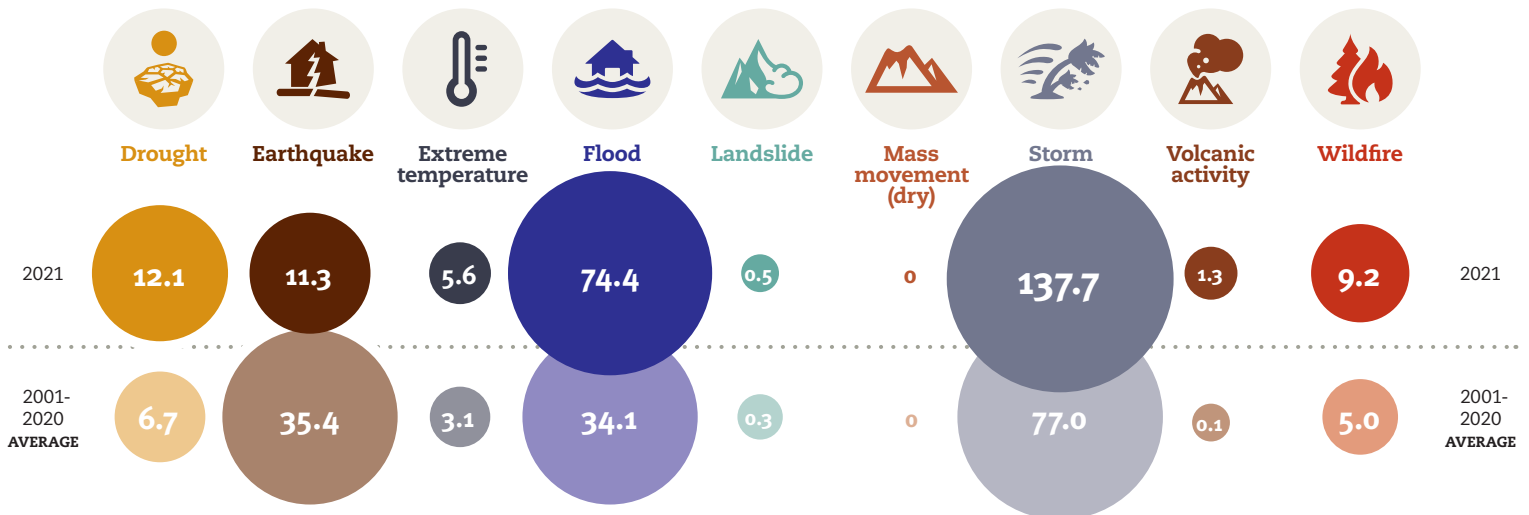 Drought
Earthquake
Extreme
temperature
Flood
Landslide
Mass
movement
(dry)
Storm
Volcanic
activity
Wildfire
2021
12.1
11.3
5.6
74.4
0.5
0
137.7
1.3
9.2
2021
2001-
2020
AVERAGE
6.7
35.4
3.1
34.1
0.3
0
77.0
0.1
5.0
2001-
2020
AVERAGE